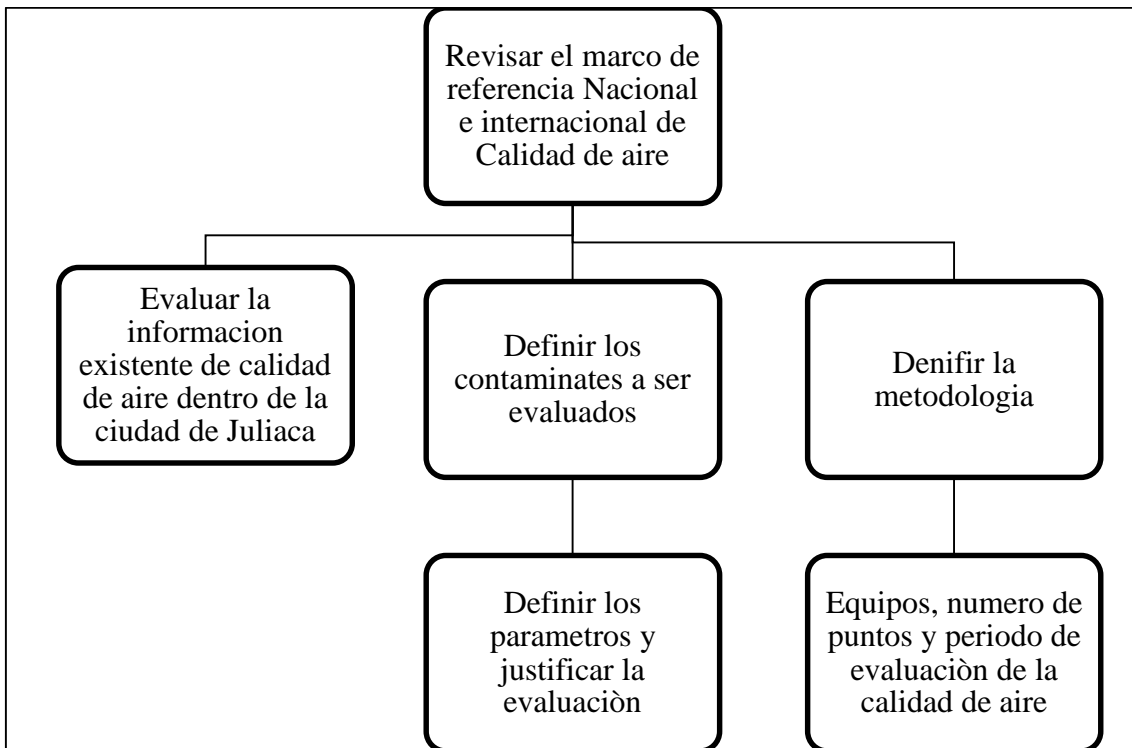 Revisar el marco de
referencia Nacional
e internacional de
Calidad de aire
Evaluar la
informacion
existente de calidad
de aire dentro de la
ciudad de Juliaca
Definir los
contaminates a ser
evaluados
Denifir la
metodologia
Definir los
parametros y
justificar la
evaluaciòn
Equipos, numero de
puntos y periodo de
evaluaciòn de la
calidad de aire